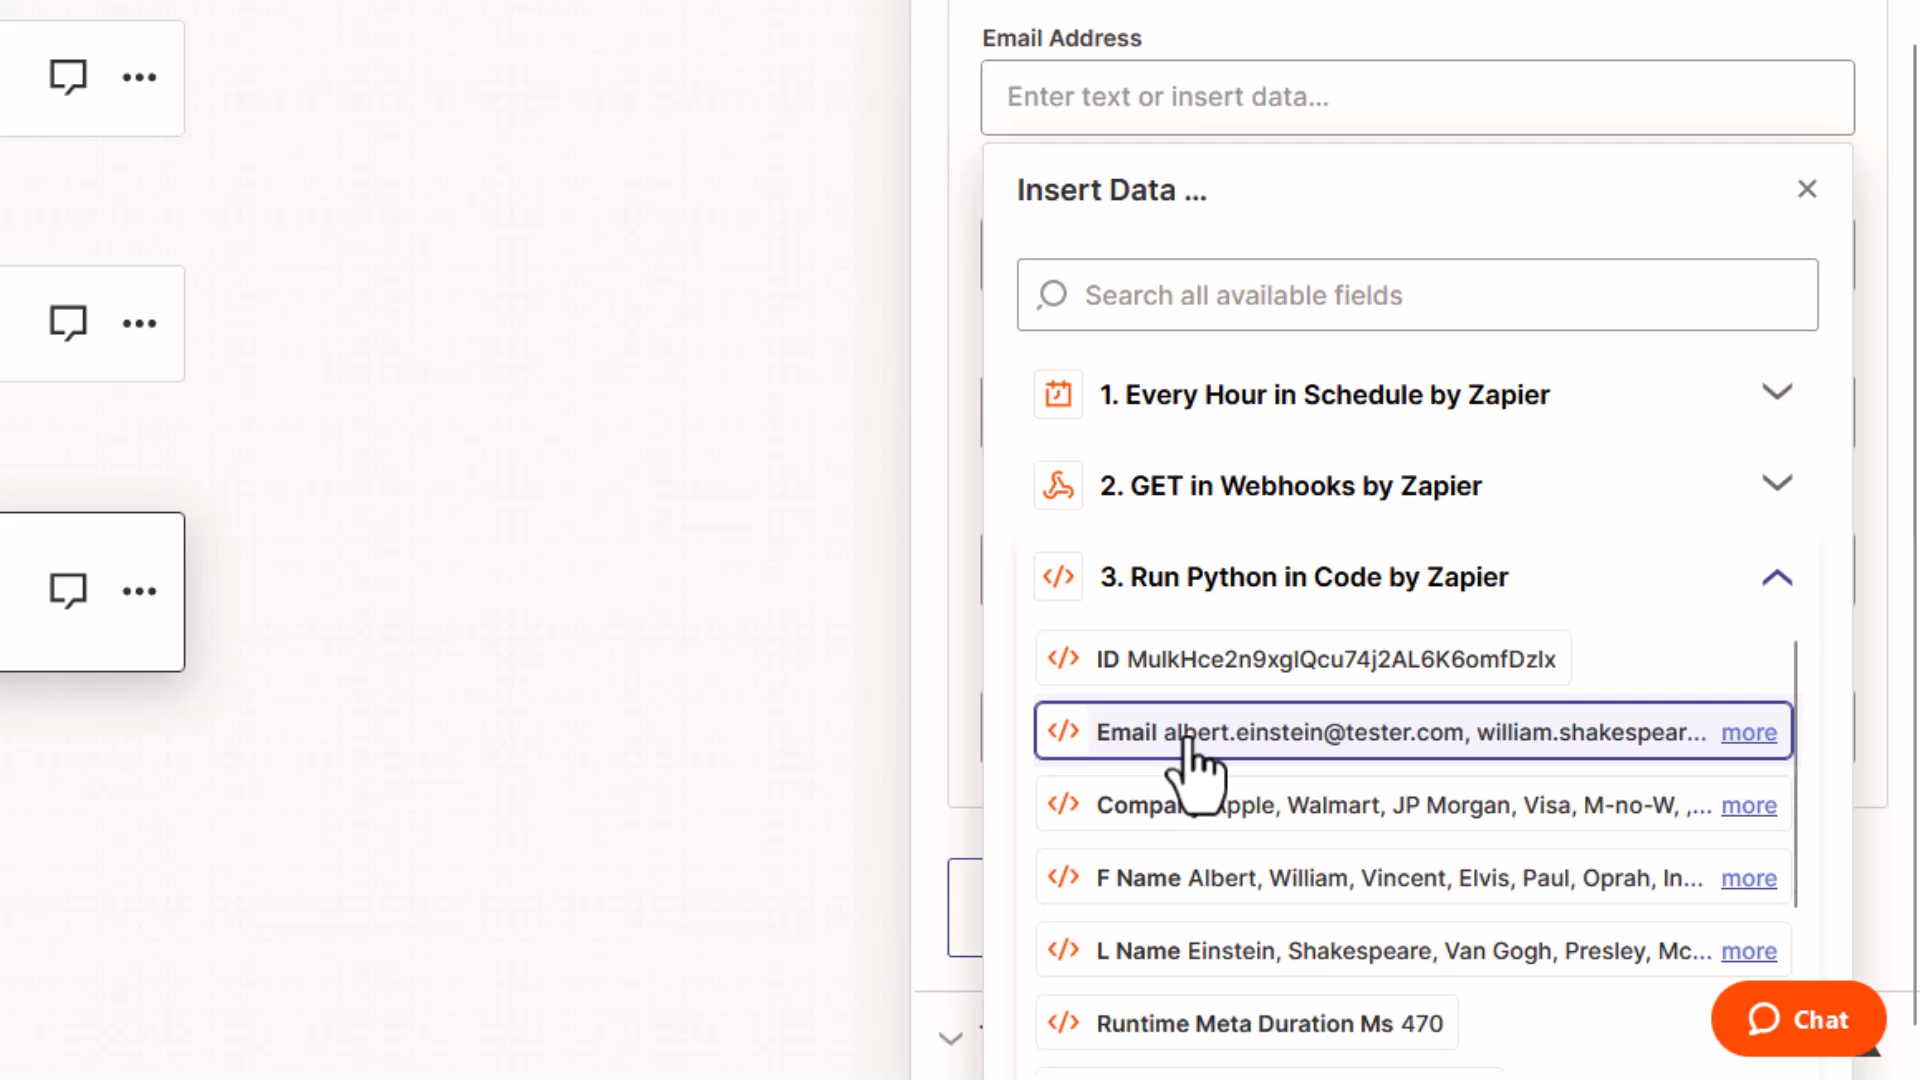 Email Address
Enter text or insert data...
Insert Data ...
Search all available fields
1. Every Hour in Schedule by Zapier
2. GET in Webhooks by Zapier
3. Run Python in Code by Zapier
ID MulkHce2n9xglQcu74j2AL6K6omfDzlx
Email albert.einstein@tester.com, william.shakespear... more
Apple, Walmart, JP Morgan, Visa, M-no-W, ,... more
F Name Albert, William, Vincent, Elvis, Paul, Oprah, In... more
L Name Einstein, Shakespeare, Van Gogh, Presley, Mc... more
Runtime Meta Duration Ms 470
Chat